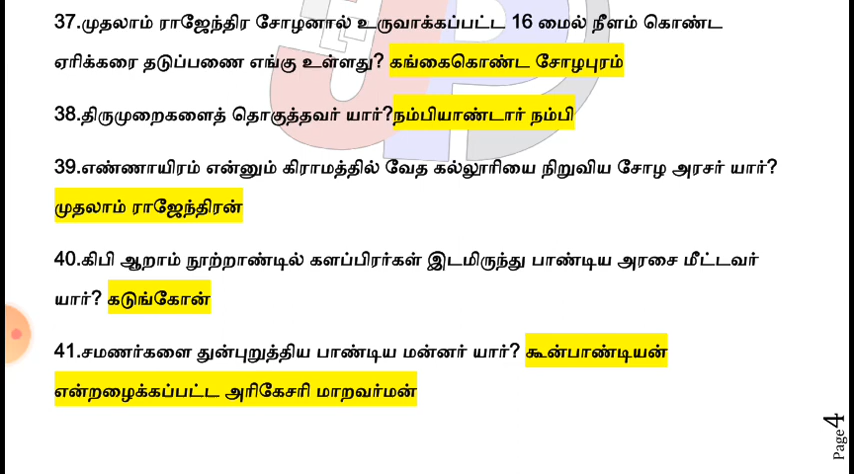 37.முதலாம் ராஜேந்திர சோழனால் உருவாக்கப்பட்ட 16 மைல் நீளம் கொண்ட
ஏரிக்கரை தடுப்பணை எங்கு உள்ளது? கங்கைகொண்ட சோழபுரம்
38.திருமுறைகளைத் தொகுத்தவர் யார்?நம்பியாண்டார் நம்பி
39.எண்ணாயிரம் என்னும் கிராமத்தில் வேத கல்லூரியை நிறுவிய சோழ அரசர் யார்?
முதலாம் ராஜேந்திரன்
40.கிபி ஆறாம் நூற்றாண்டில் களப்பிரர்கள் இடமிருந்து பாண்டிய அரசை மீட்டவர்
யார்? கடுங்கோன்
41.சமணர்களை துன்புறுத்திய பாண்டிய மன்னர் யார்? கூன்பாண்டியன்
என்றழைக்கப்பட்ட அரிகேசரி மாறவர்மன்
Page4